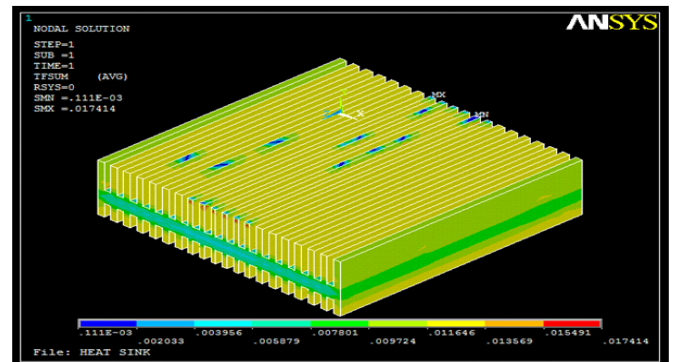 1
ANSYS
NODAL SOLUTION
STEP=1
SUB =1
TIME=1
TFSUM (AVG)
RSYS=0
SMN =.111E-03
SMX =.017414
MX
MN
Z
X
.111E-03 .003956 .007801 .011646 .015491
.002033 .005879 .009724 .013569 .017414
File: HEAT SINK